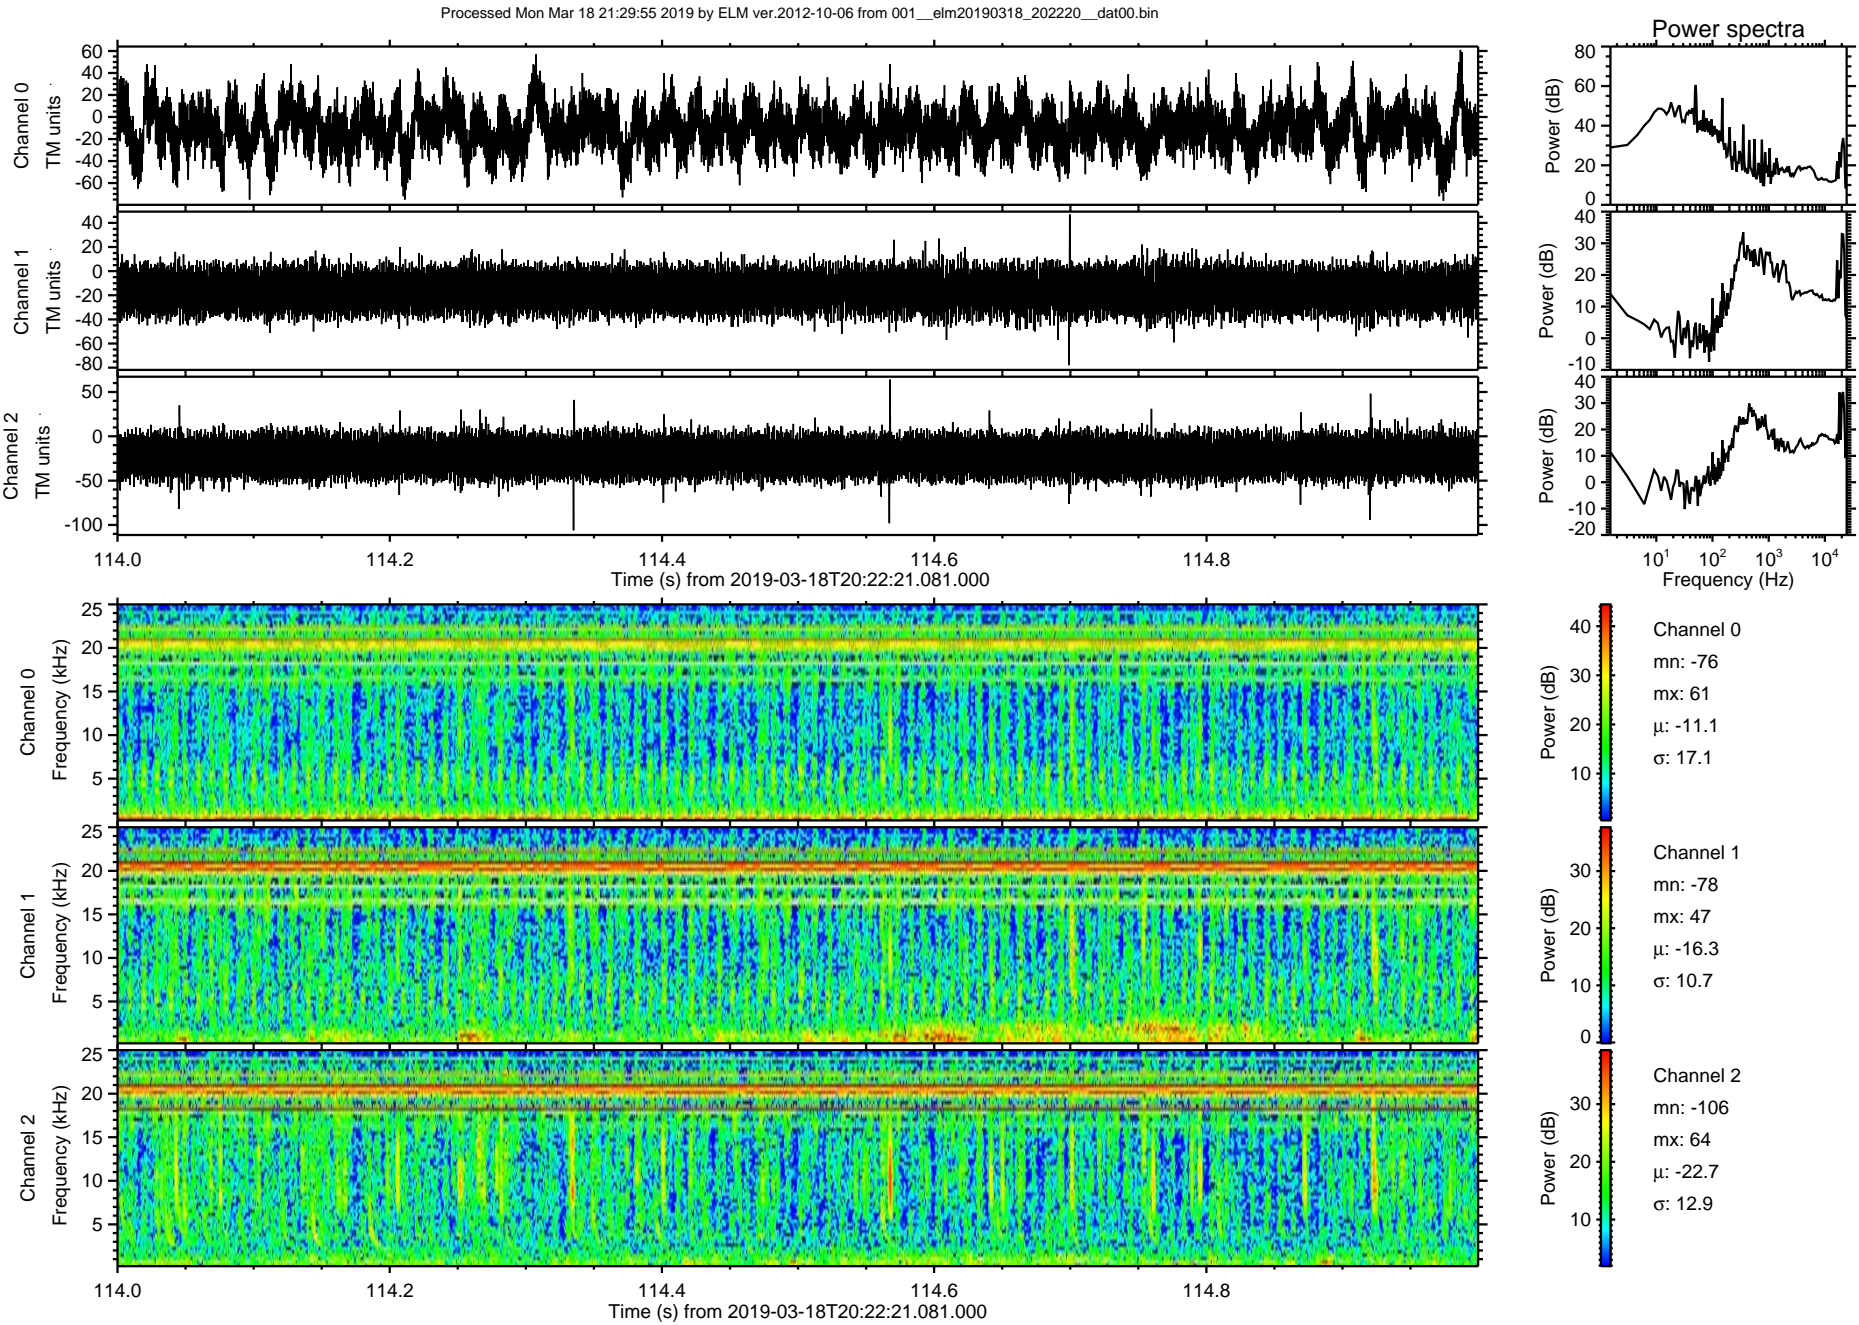 Processed Mon Mar 18 21:29:55 2019 by ELM ver.2012-10-06 from 001__elm20190318_202220__dat00.bin
Power spectra
Channel 0
TM units
60
40
20
0
-20
-40
-60
Power (dB)
80
60
40
20
0
Channel 1
TM units
40
20
0
-20
-40
-60
-80
Power (dB)
40
30
20
10
0
-10
Channel 2
TM units
50
0
-50
-100
Power (dB)
40
30
20
10
0
-10
-20
114.0 114.2 114.4 114.6 114.8
Time (s) from 2019-03-18T20:22:21.081.000
10^1 10^2 10^3 10^4
Frequency (Hz)
Channel 0
Frequency (kHz)
25
20
15
10
5
Power (dB)
40
30
20
10
Channel 0
mn: -76
mx: 61
μ: -11.1
σ: 17.1
Channel 1
Frequency (kHz)
25
20
15
10
5
Power (dB)
30
20
10
0
Channel 1
mn: -78
mx: 47
μ: -16.3
σ: 10.7
Channel 2
Frequency (kHz)
25
20
15
10
5
Power (dB)
30
20
10
Channel 2
mn: -106
mx: 64
μ: -22.7
σ: 12.9
114.0 114.2 114.4 114.6 114.8
Time (s) from 2019-03-18T20:22:21.081.000